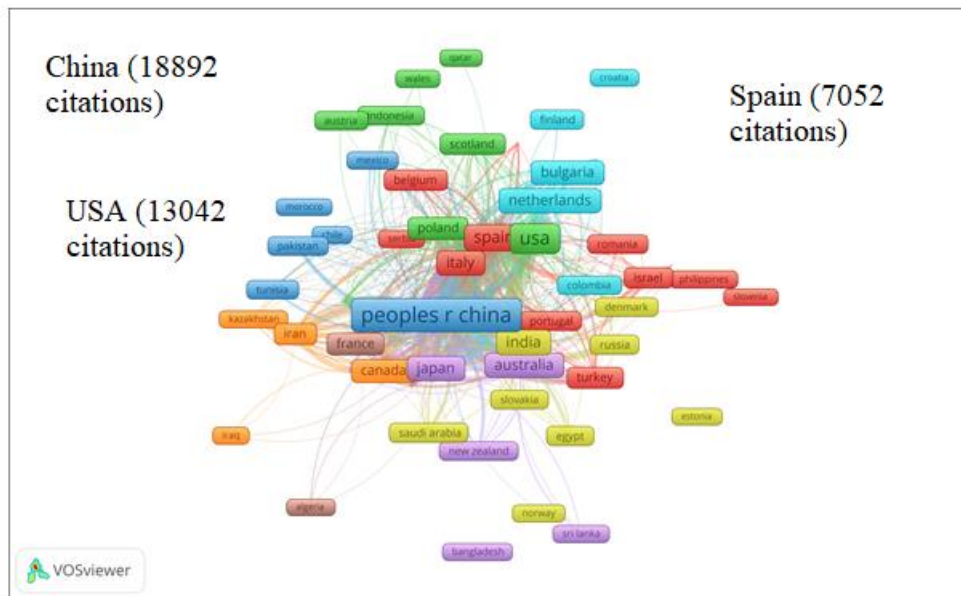 China (18892
citations)
Spain (7052
citations)
USA (13042
citations)
qatar
wales
croatia
austria
indonesia
finland
scotland
mexico
belgium
bulgaria
netherlands
morocco
chile
pakistan
serbia
poland
spain
usa
romania
italy
israel
philippines
tunisia
colombia
slovenia
denmark
kazakhstan
peoples r china
portugal
iran
france
india
russia
canada
japan
australia
turkey
slovakia
estonia
iraq
saudi arabia
egypt
new zealand
algeria
norway
sri lanka
bangladesh
VOSviewer